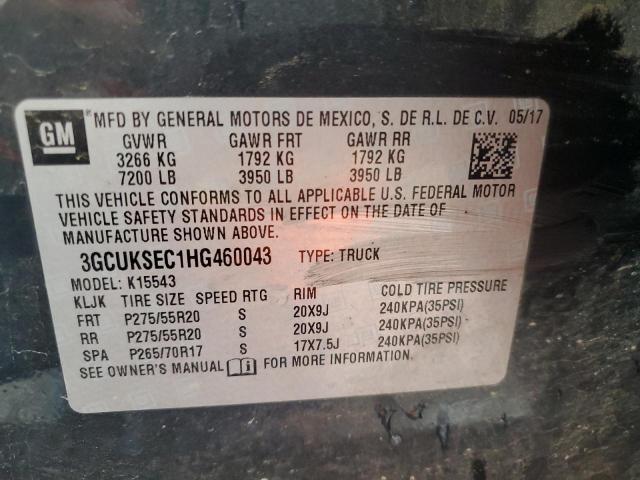 GM
* MFD BY GENERAL MOTORS DE MEXICO, S. DE R.L. DE C.V. 05/17
GVWR GAWR FRT GAWR RR
3266 KG 1792 KG 1792 KG
7200 LB 3950 LB 3950 LB
THIS VEHICLE CONFORMS TO ALL APPLICABLE U.S. FEDERAL MOTOR
VEHICLE SAFETY STANDARDS IN EFFECT ON THE DATE OF
MANUFACTURE SHOWN ABOVE.
3GCUKSEC1HG460043 TYPE: TRUCK
MODEL: K15543
KLJK TIRE SIZE SPEED RTG RIM COLD TIRE PRESSURE
FRT P275/55R20 S 20X9J 240KPA(35PSI)
RR P275/55R20 S 20X9J 240KPA(35PSI)
SPA P265/70R17 S 17X7.5J 240KPA(35PSI)
SEE OWNER'S MANUAL FOR MORE INFORMATION.